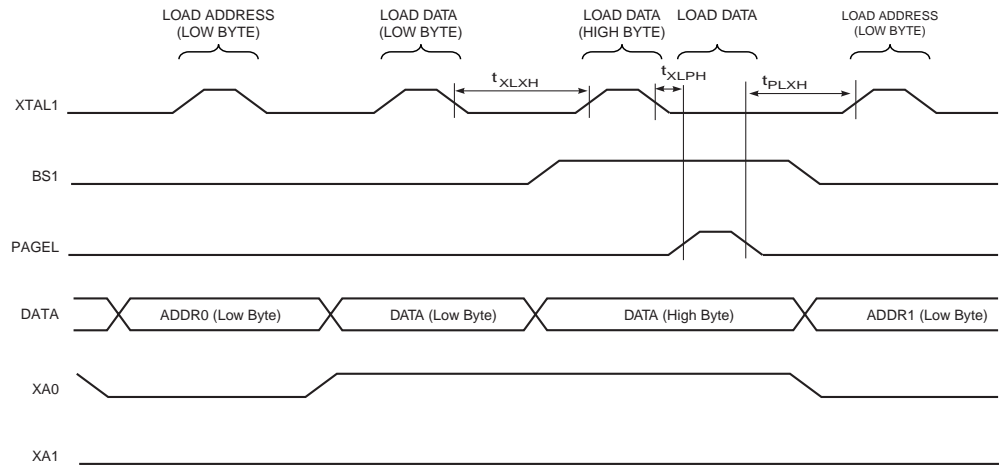 LOAD ADDRESS
(LOW BYTE)
LOAD DATA
(LOW BYTE)
LOAD DATA
(HIGH BYTE)
LOAD DATA
LOAD ADDRESS
(LOW BYTE)
tXLXH
tXLPH
tPLXH
XTAL1
BS1
PAGEL
DATA
ADDR0 (Low Byte)
DATA (Low Byte)
DATA (High Byte)
ADDR1 (Low Byte)
XA0
XA1